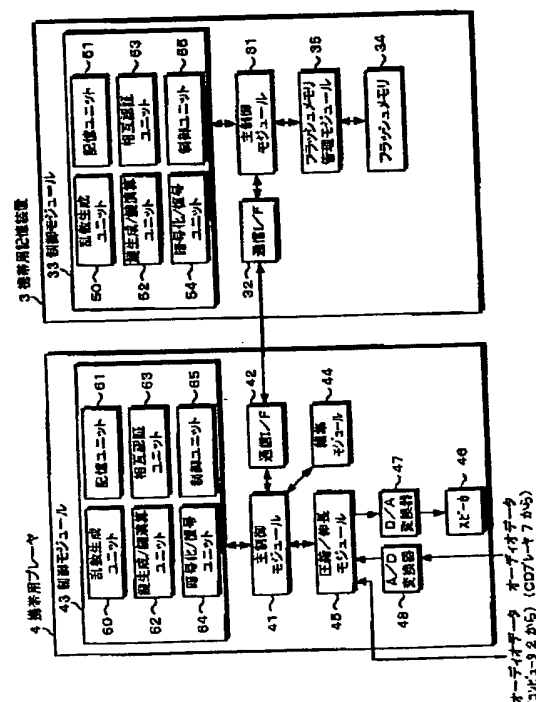 3 携帯用記憶装置
33 制御モジュール
乱数生成
ユニット
50
記憶ユニット
51
鍵生成/鍵演算
ユニット
52
相互認証
ユニット
53
暗号化/復号
ユニット
54
制御ユニット
55
通信I/F
32
主制御
モジュール
31
フラッシュメモリ
管理モジュール
35
フラッシュメモリ
34
4 携帯用プレーヤ
43 制御モジュール
乱数生成
ユニット
60
記憶ユニット
61
鍵生成/鍵演算
ユニット
62
相互認証
ユニット
63
暗号化/復号
ユニット
64
制御ユニット
65
主制御
モジュール
41
通信I/F
42
編集
モジュール
44
圧縮/伸長
モジュール
45
D/A
変換器
47
A/D
変換器
48
スピーカ
46
オーディオデータ
(CDプレーヤ7から)
オーディオデータ
コンピュータ2から)